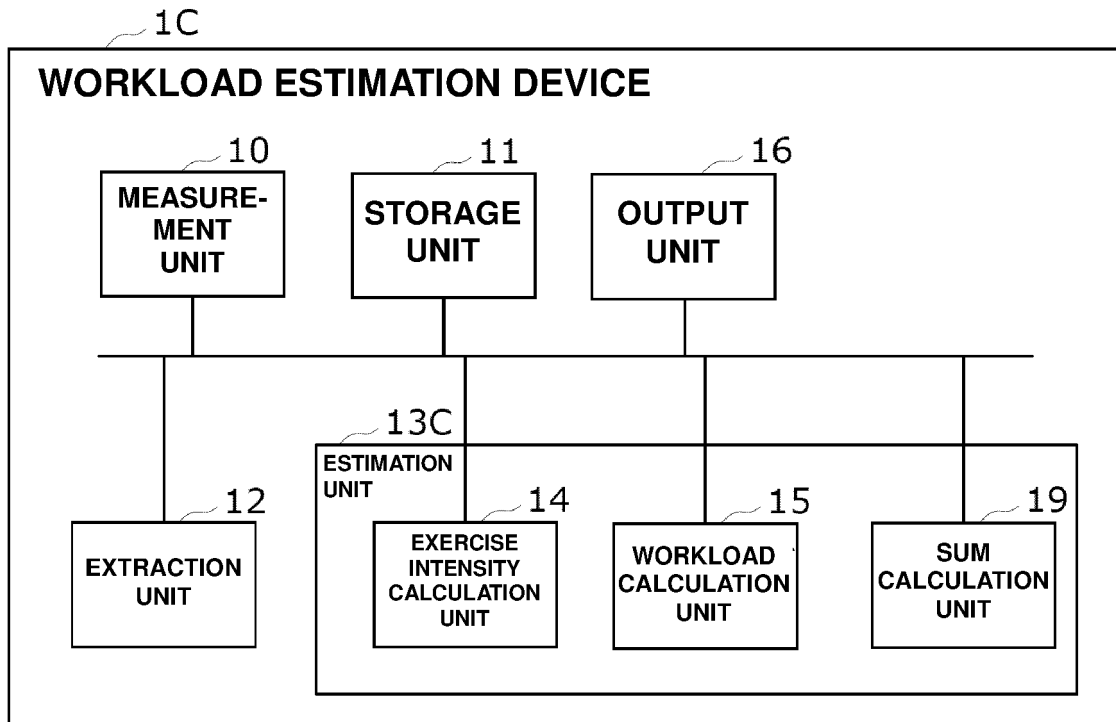 1C
WORKLOAD ESTIMATION DEVICE
10
MEASURE-
MENT
UNIT
11
STORAGE
UNIT
16
OUTPUT
UNIT
13C
ESTIMATION
UNIT
12
EXTRACTION
UNIT
14
EXERCISE
INTENSITY
CALCULATION
UNIT
15
WORKLOAD
CALCULATION
UNIT
19
SUM
CALCULATION
UNIT